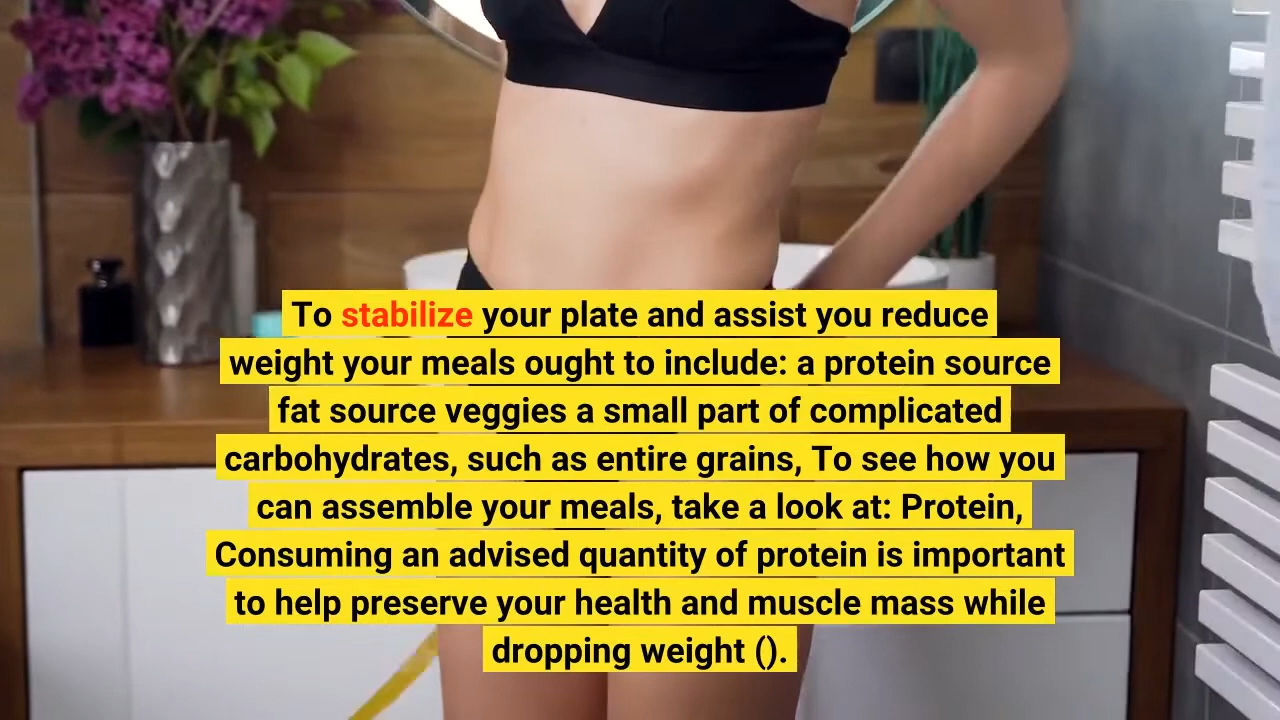 To stabilize your plate and assist you reduce
weight your meals ought to include: a protein source
fat source veggies a small part of complicated
carbohydrates, such as entire grains, To see how you
can assemble your meals, take a look at: Protein,
Consuming an advised quantity of protein is important
to help preserve your health and muscle mass while
dropping weight ().